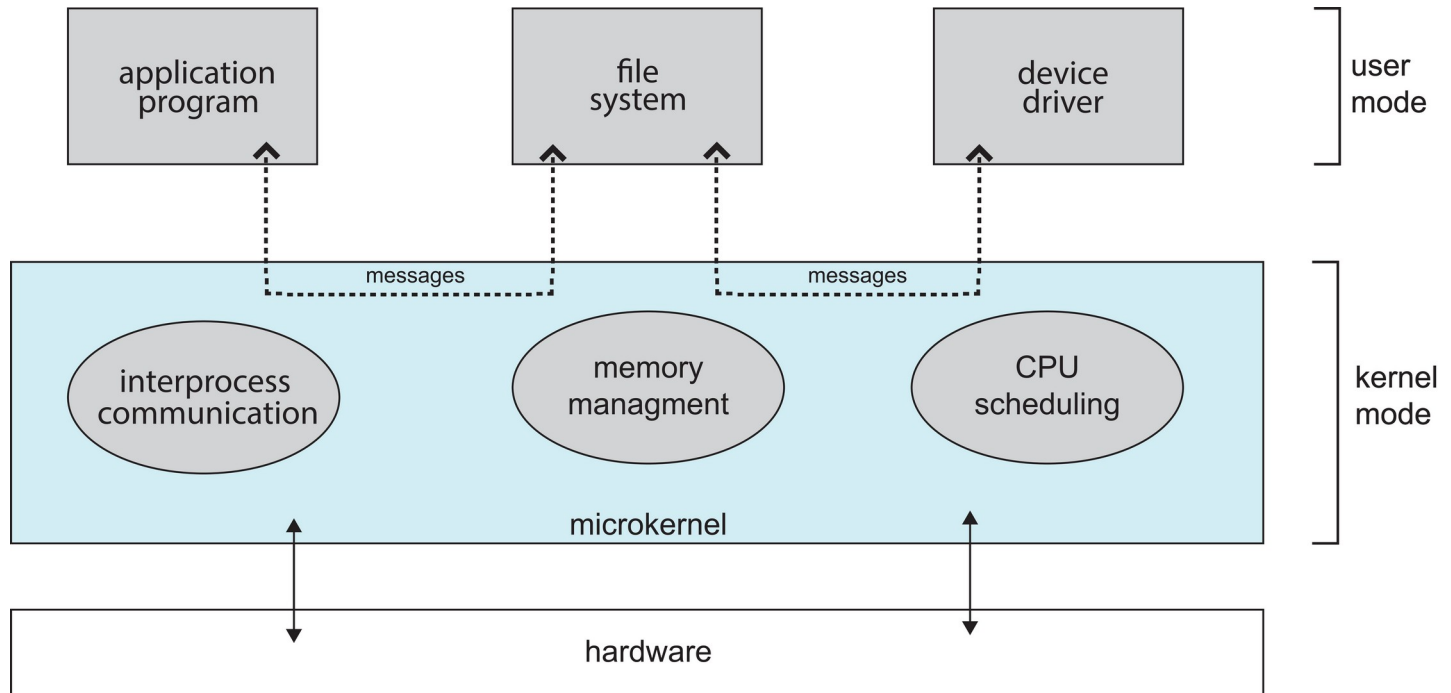 application
program
file
system
device
driver
user
mode
messages
messages
interprocess
communication
memory
managment
CPU
scheduling
kernel
mode
microkernel
hardware